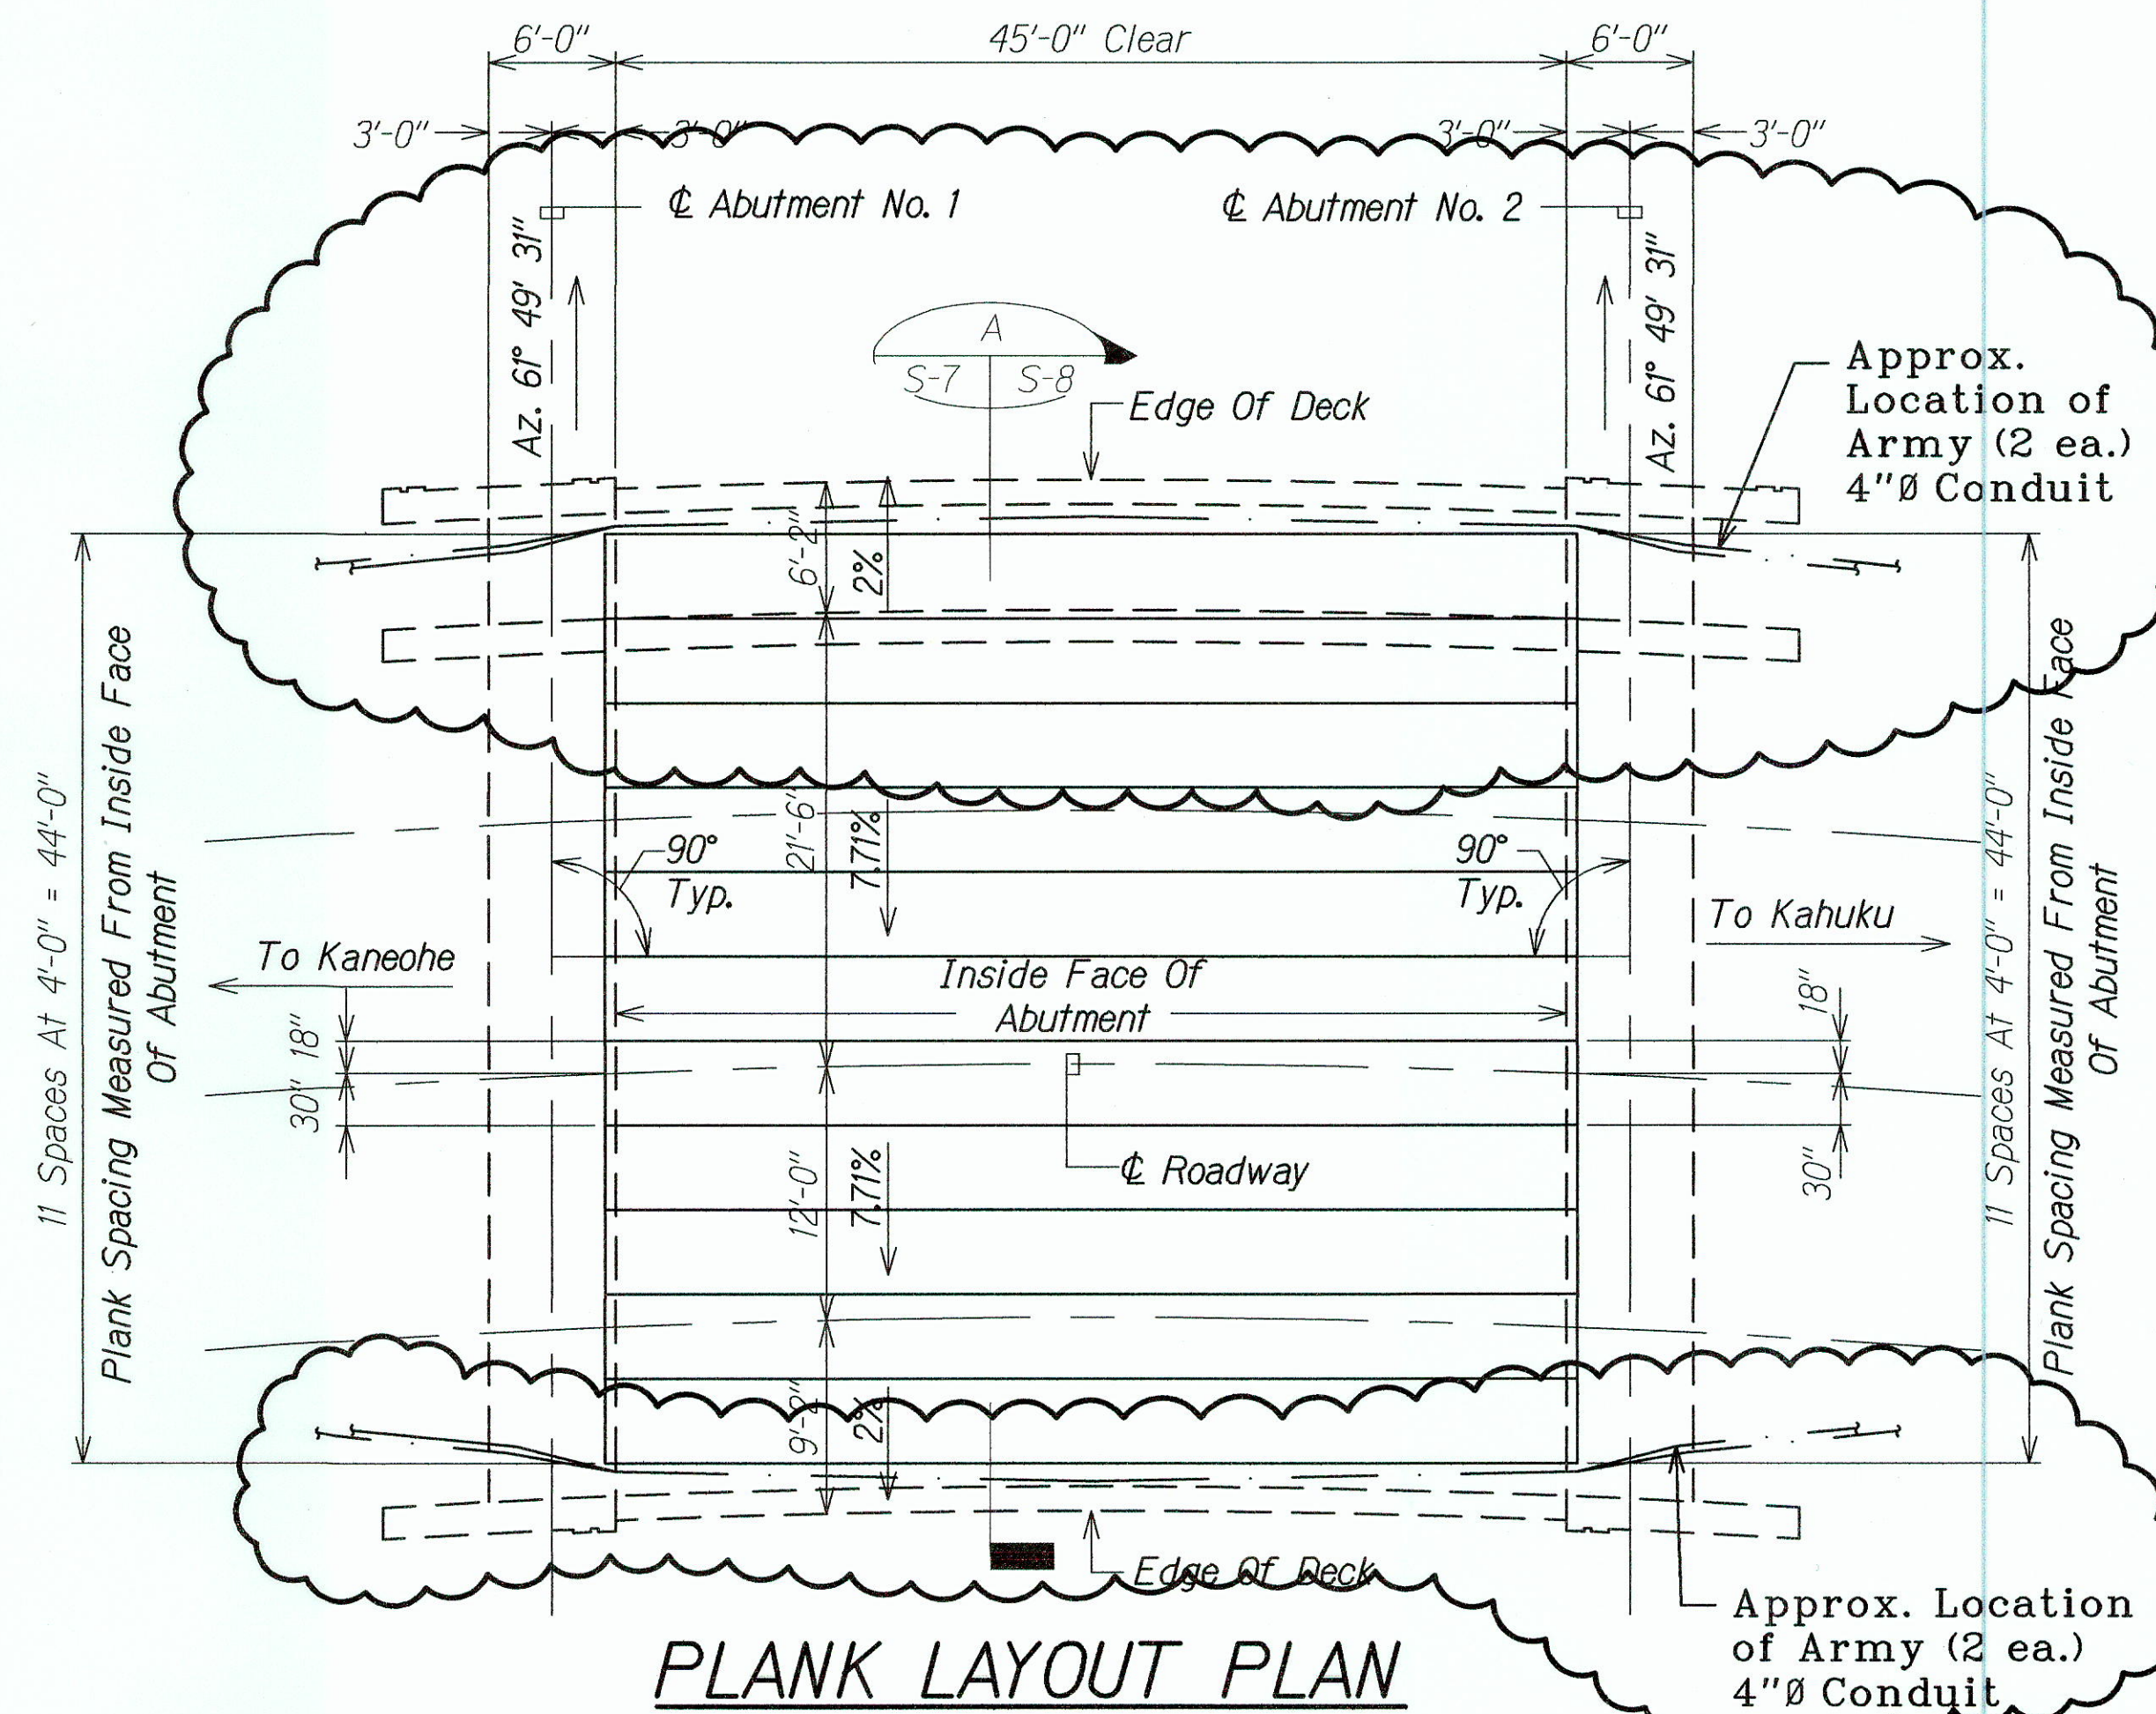 6'-0"
45'-0" Clear
6'-0"
3'-0"
3'-0"
3'-0"
3'-0"
℄ Abutment No. 1
℄ Abutment No. 2
Az. 61° 49' 31"
Az. 61° 49' 31"
A
S-7 S-8
Edge Of Deck
Approx.
Location of
Army (2 ea.)
4"Ø Conduit
6'-2"
2%
11 Spaces At 4'-0" = 44'-0"
Plank Spacing Measured From Inside Face
Of Abutment
21'-6"
7.71%
90°
Typ.
90°
Typ.
11 Spaces At 4'-0" = 44'-0"
Plank Spacing Measured From Inside Face
Of Abutment
To Kaneohe
To Kahuku
Inside Face Of
Abutment
18"
30"
18"
30"
℄ Roadway
12'-0"
7.71%
9'-2"
2%
Edge Of Deck
Approx. Location
of Army (2 ea.)
4"Ø Conduit
PLANK LAYOUT PLAN